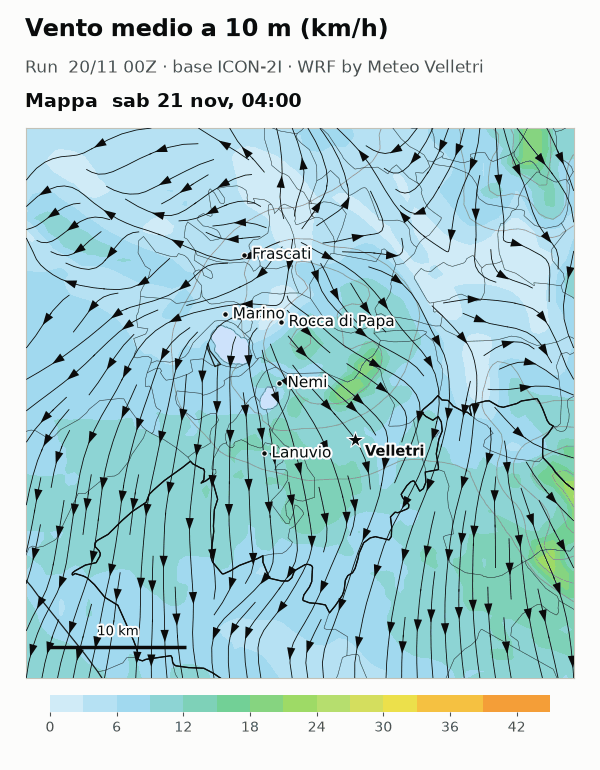 Vento medio a 10 m (km/h)
Run  20/11 00Z · base ICON-2I · WRF by Meteo Velletri
Mappa  sab 21 nov, 04:00
Frascati
Marino
Rocca di Papa
Nemi
Velletri
Lanuvio
10 km
0 6 12 18 24 30 36 42